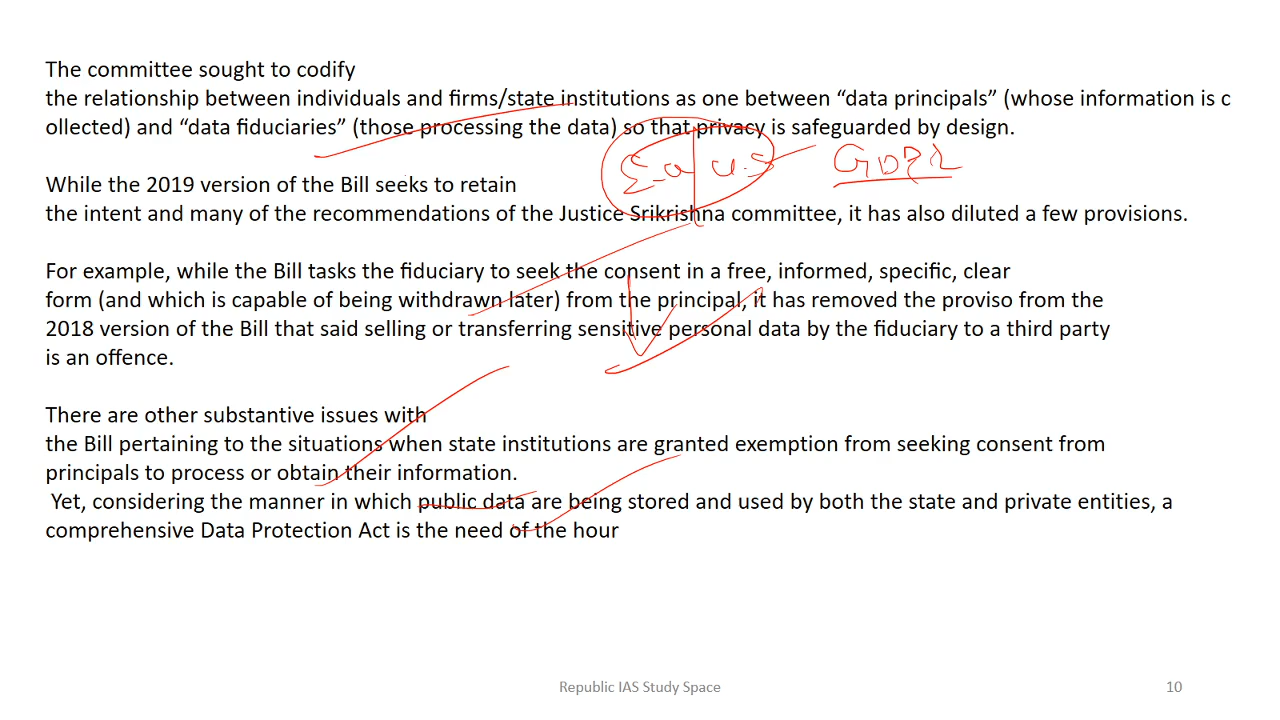 The committee sought to codify
the relationship between individuals and firms/state institutions as one between “data principals” (whose information is c
ollected) and “data fiduciaries” (those processing the data) so that privacy is safeguarded by design.
U.S
While the 2019 version of the Bill seeks to retain
the intent and many of the recommendations of the Justice Srikrishna committee, it has also diluted a few provisions.
For example, while the Bill tasks the fiduciary to seek the consent in a free, informed, specific, clear
form (and which is capable of being withdrawn later) from the principal, it has removed the proviso from the
2018 version of the Bill that said selling or transferring sensitive personal data by the fiduciary to a third party
is an offence.
There are other substantive issues with
the Bill pertaining to the situations when state institutions are granted exemption from seeking consent from
principals to process or obtain their information.
Yet, considering the manner in which public data are being stored and used by both the state and private entities, a
comprehensive Data Protection Act is the need of the hour
Republic IAS Study Space
10